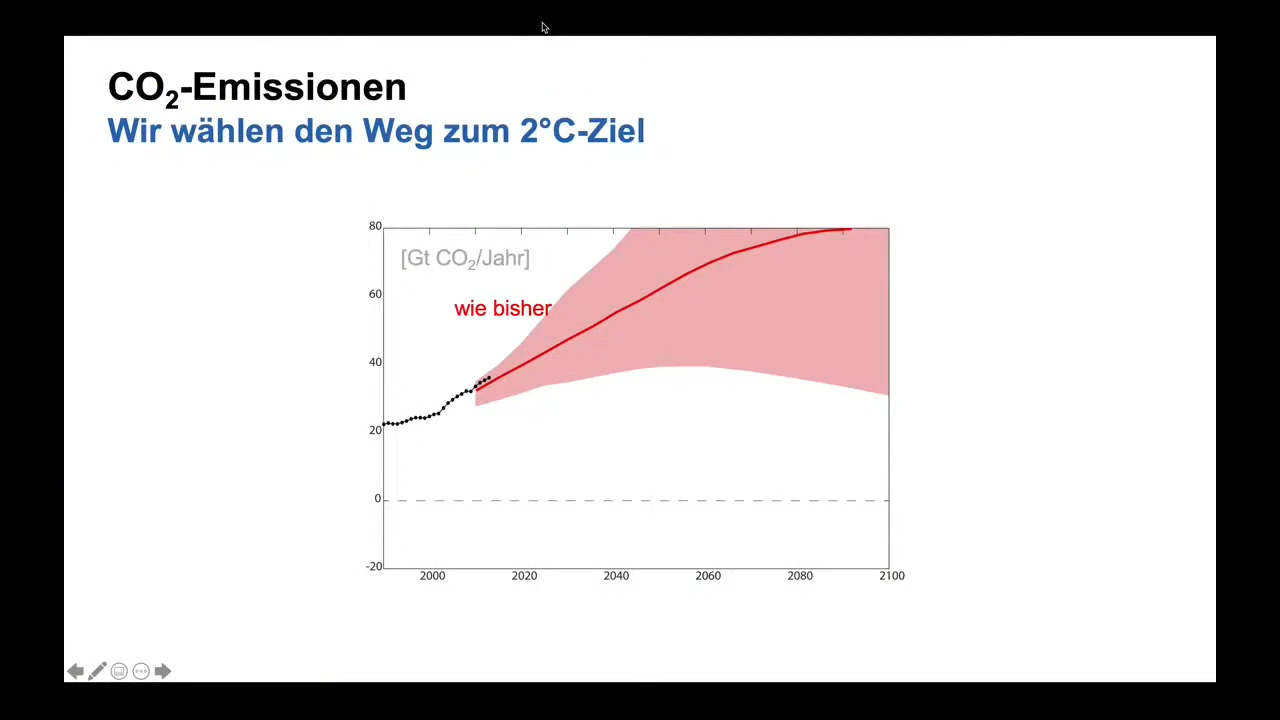 CO₂-Emissionen
Wir wählen den Weg zum 2°C-Ziel
80
[Gt CO₂/Jahr]
60
wie bisher
40
20
0
-20
2000 2020 2040 2060 2080 2100